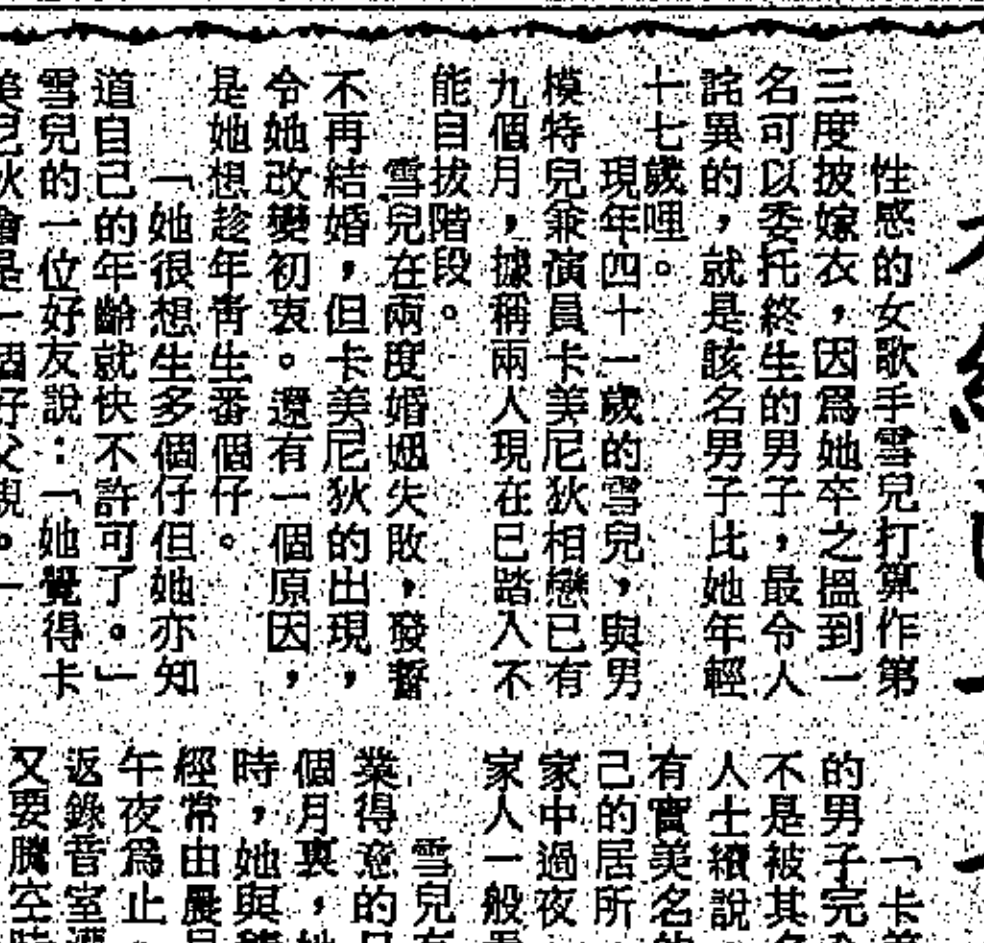 性感的女歌手雪兒打算作第
三度披嫁衣，因爲她卒之搵到一
名可以委托終生的男子，最令人
詫異的，就是該名男子比她年輕
十七歲哩。
現年四十一歲的雪兒，與男
模特兒兼演員卡美尼狄相戀已有
九個月，據稱兩人現在已踏入不
能自拔階段。
雪兒在兩度婚姻失敗，發誓
不再結婚，但卡美尼狄的出現，
令她改變初衷。還有一個原因，
是她想趁年青生番個仔。
「她很想生多個仔但她亦知
道自己的年齡就快不許可了。」
雪兒的一位好友說：「她覺得卡
美尼狄會是一個好父親。」
「卡
的男子完
不是被其
人士續說
有實美名的
己的居所
家中過夜
家人一般
雪兒
業得意的
個月裏，
時，她與
經常由晨
午夜爲止
返錄音室
又要騰空